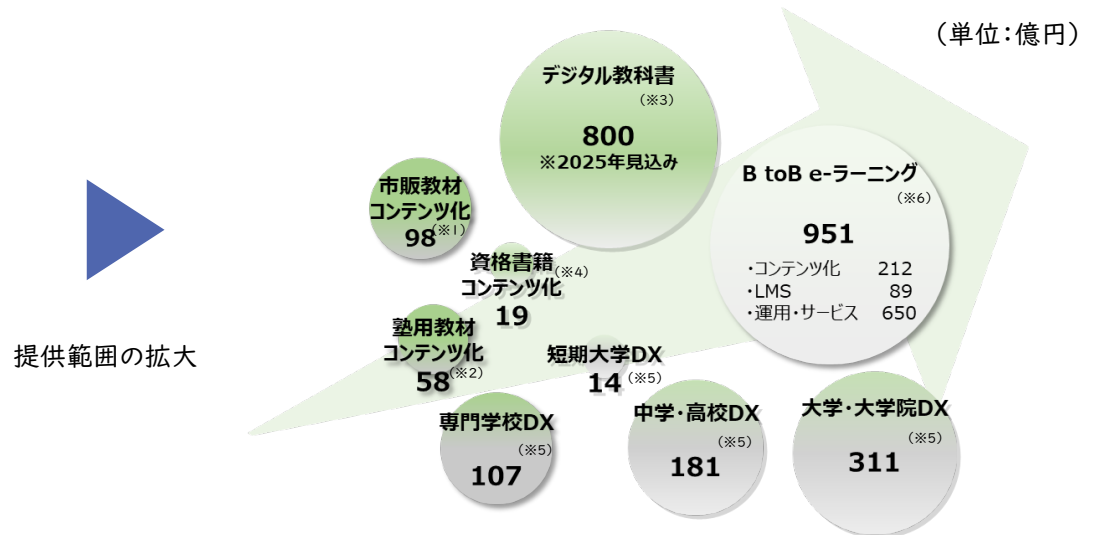 (単位:億円)
デジタル教科書
(※3)
800
※2025年見込み
B toB e-ラーニング
(※6)
951
・コンテンツ化 212
・LMS 89
・運用・サービス 650
市販教材
コンテンツ化
98(※1)
資格書籍(※4)
コンテンツ化
19
塾用教材
コンテンツ化
58(※2)
提供範囲の拡大
短期大学DX
14(※5)
専門学校DX
(※5)
107
中学・高校DX
(※5)
181
大学・大学院DX
(※5)
311